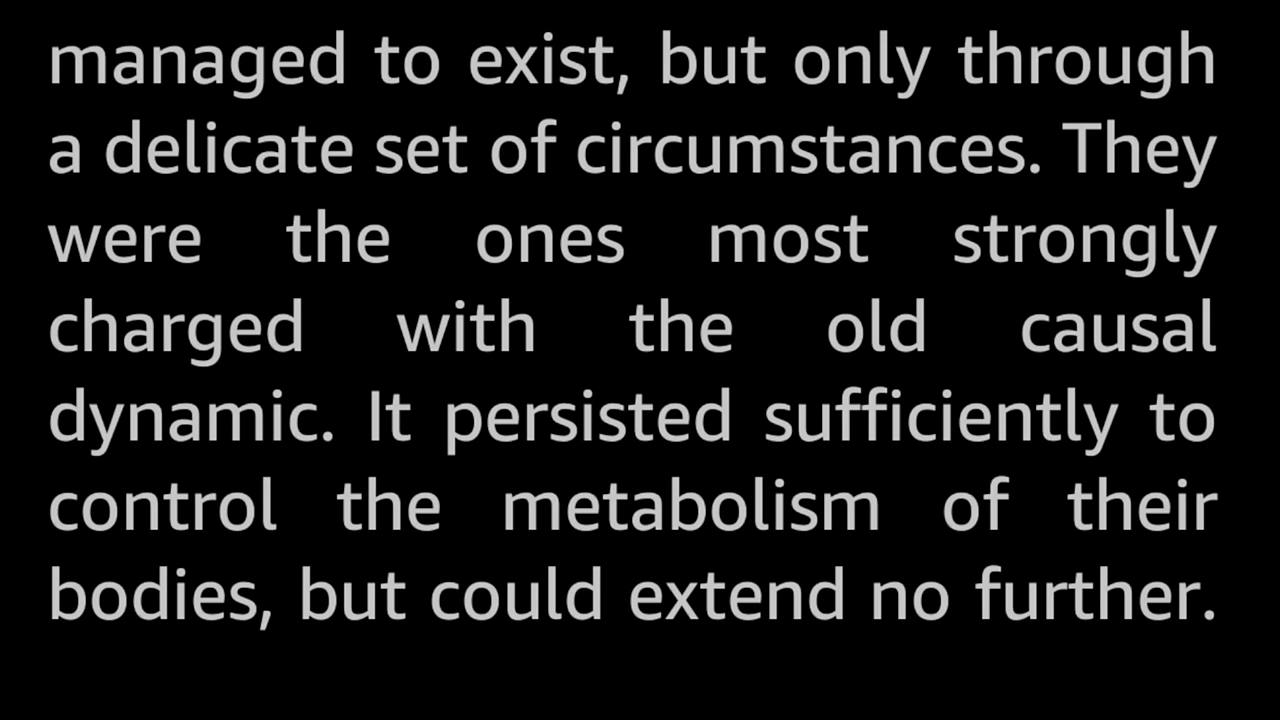 managed to exist, but only through
a delicate set of circumstances. They
were the ones most strongly
charged with the old causal
dynamic. It persisted sufficiently to
control the metabolism of their
bodies, but could extend no further.